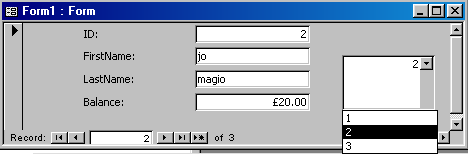 Form1 : Form
ID: 2
FirstName: jo
LastName: magio
Balance: £20.00
2
1
2
3
Record: 2 of 3